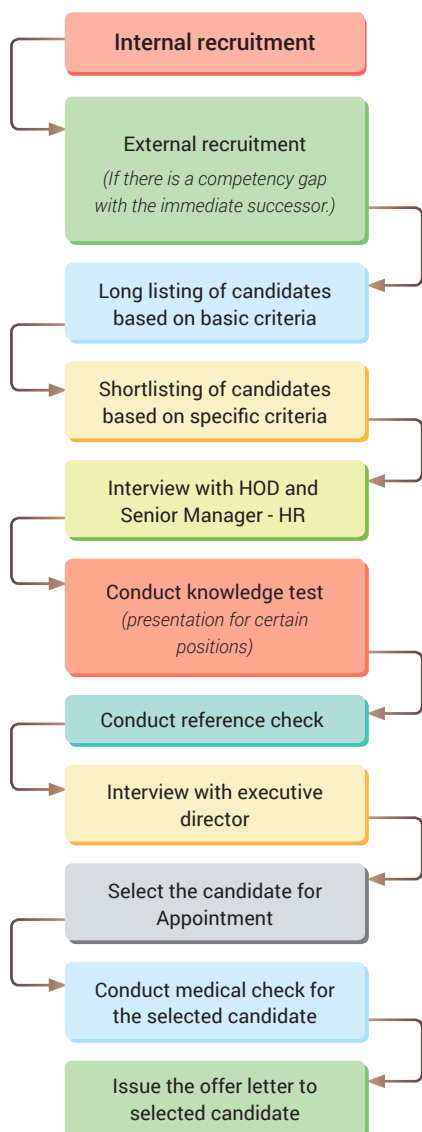 Internal recruitment
External recruitment
(If there is a competency gap
with the immediate successor.)
Long listing of candidates
based on basic criteria
Shortlisting of candidates
based on specific criteria
Interview with HOD and
Senior Manager - HR
Conduct knowledge test
(presentation for certain
positions)
Conduct reference check
Interview with executive
director
Select the candidate for
Appointment
Conduct medical check for
the selected candidate
Issue the offer letter to
selected candidate